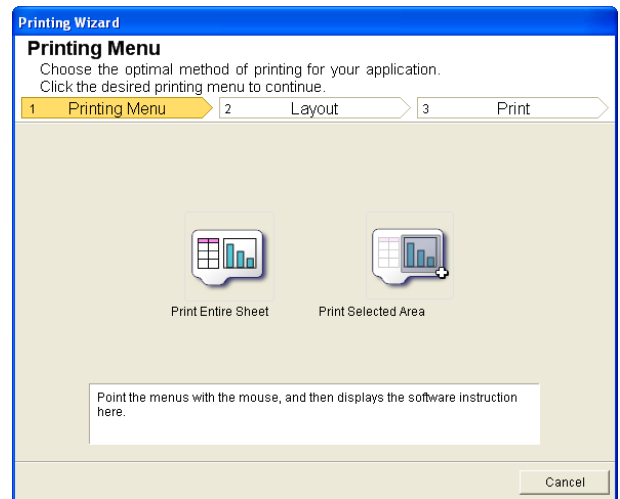 Printing Wizard
Printing Menu
Choose the optimal method of printing for your application.
Click the desired printing menu to continue.
1 Printing Menu 2 Layout 3 Print
Print Entire Sheet Print Selected Area
Point the menus with the mouse, and then displays the software instruction
here.
Cancel